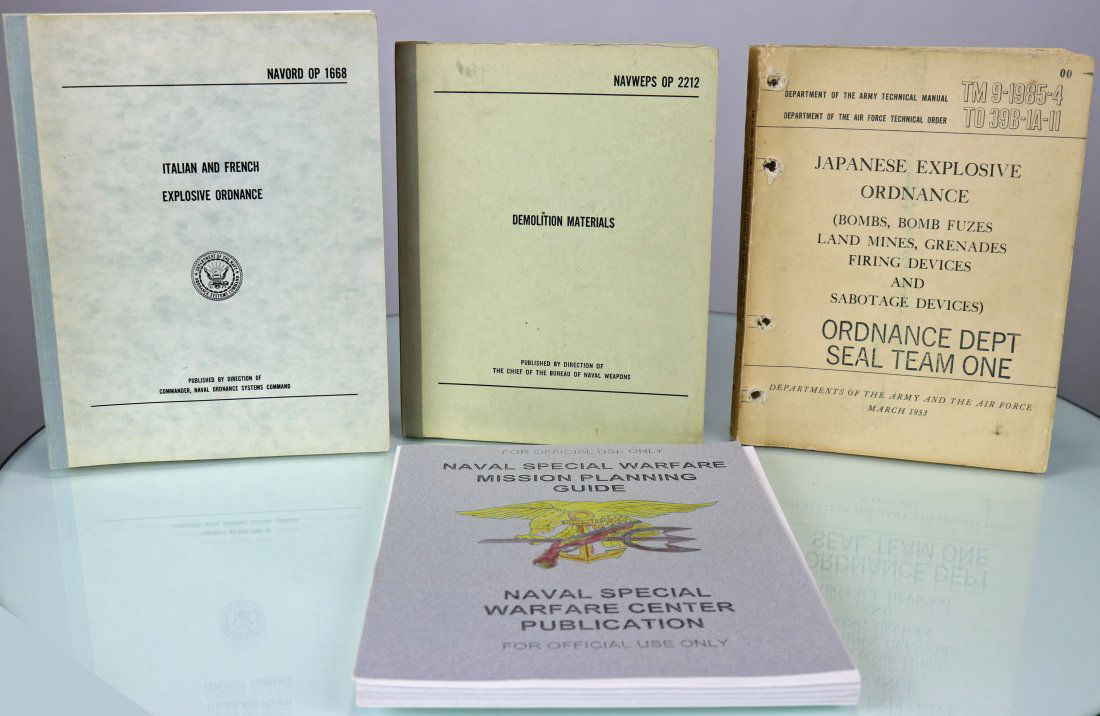 NAVORD OP 1668
ITALIAN AND FRENCH
EXPLOSIVE ORDNANCE
PUBLISHED BY DIRECTION OF
COMMANDER, NAVAL ORDNANCE SYSTEMS COMMAND
NAVWEPS OP 2212
DEMOLITION MATERIALS
PUBLISHED BY DIRECTION OF
THE CHIEF OF THE BUREAU OF NAVAL WEAPONS
00
DEPARTMENT OF THE ARMY TECHNICAL MANUAL TM 9-1985-4
DEPARTMENT OF THE AIR FORCE TECHNICAL ORDER TO 39B-1A-11
JAPANESE EXPLOSIVE
ORDNANCE
(BOMBS, BOMB FUZES
LAND MINES, GRENADES
FIRING DEVICES
AND
SABOTAGE DEVICES)
ORDNANCE DEPT
SEAL TEAM ONE
DEPARTMENTS OF THE ARMY AND THE AIR FORCE
MARCH 1953
FOR OFFICIAL USE ONLY
NAVAL SPECIAL WARFARE
MISSION PLANNING
GUIDE
NAVAL SPECIAL
WARFARE CENTER
PUBLICATION
FOR OFFICIAL USE ONLY